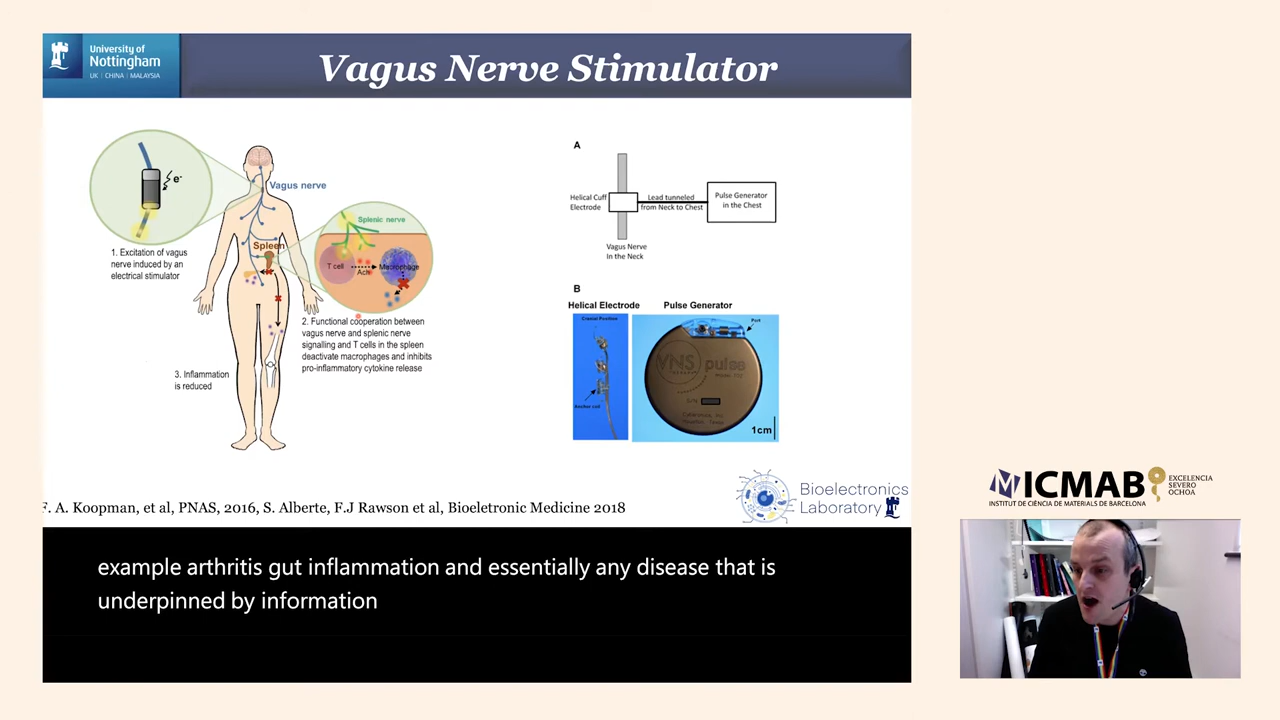 University of
Nottingham
UK | CHINA | MALAYSIA
Vagus Nerve Stimulator
e-
Vagus nerve
1. Excitation of vagus
nerve induced by an
electrical stimulator
Spleen
Splenic nerve
T cell
Ach
Macrophage
2. Functional cooperation between
vagus nerve and splenic nerve
signalling and T cells in the spleen
deactivate macrophages and inhibits
pro-inflammatory cytokine release
3. Inflammation
is reduced
A
Helical Cuff
Electrode
Lead tunneled
from Neck to Chest
Pulse Generator
in the Chest
Vagus Nerve
In the Neck
B
Helical Electrode
Pulse Generator
Cranial Position
Anchor coil
Port
VNS pulse
1cm
F. A. Koopman, et al, PNAS, 2016, S. Alberte, F.J Rawson et al, Bioeletronic Medicine 2018
Bioelectronics
Laboratory
example arthritis gut inflammation and essentially any disease that is
underpinned by information
ICMAB
EXCELENCIA
SEVERO
OCHOA
INSTITUT DE CIÈNCIA DE MATERIALS DE BARCELONA